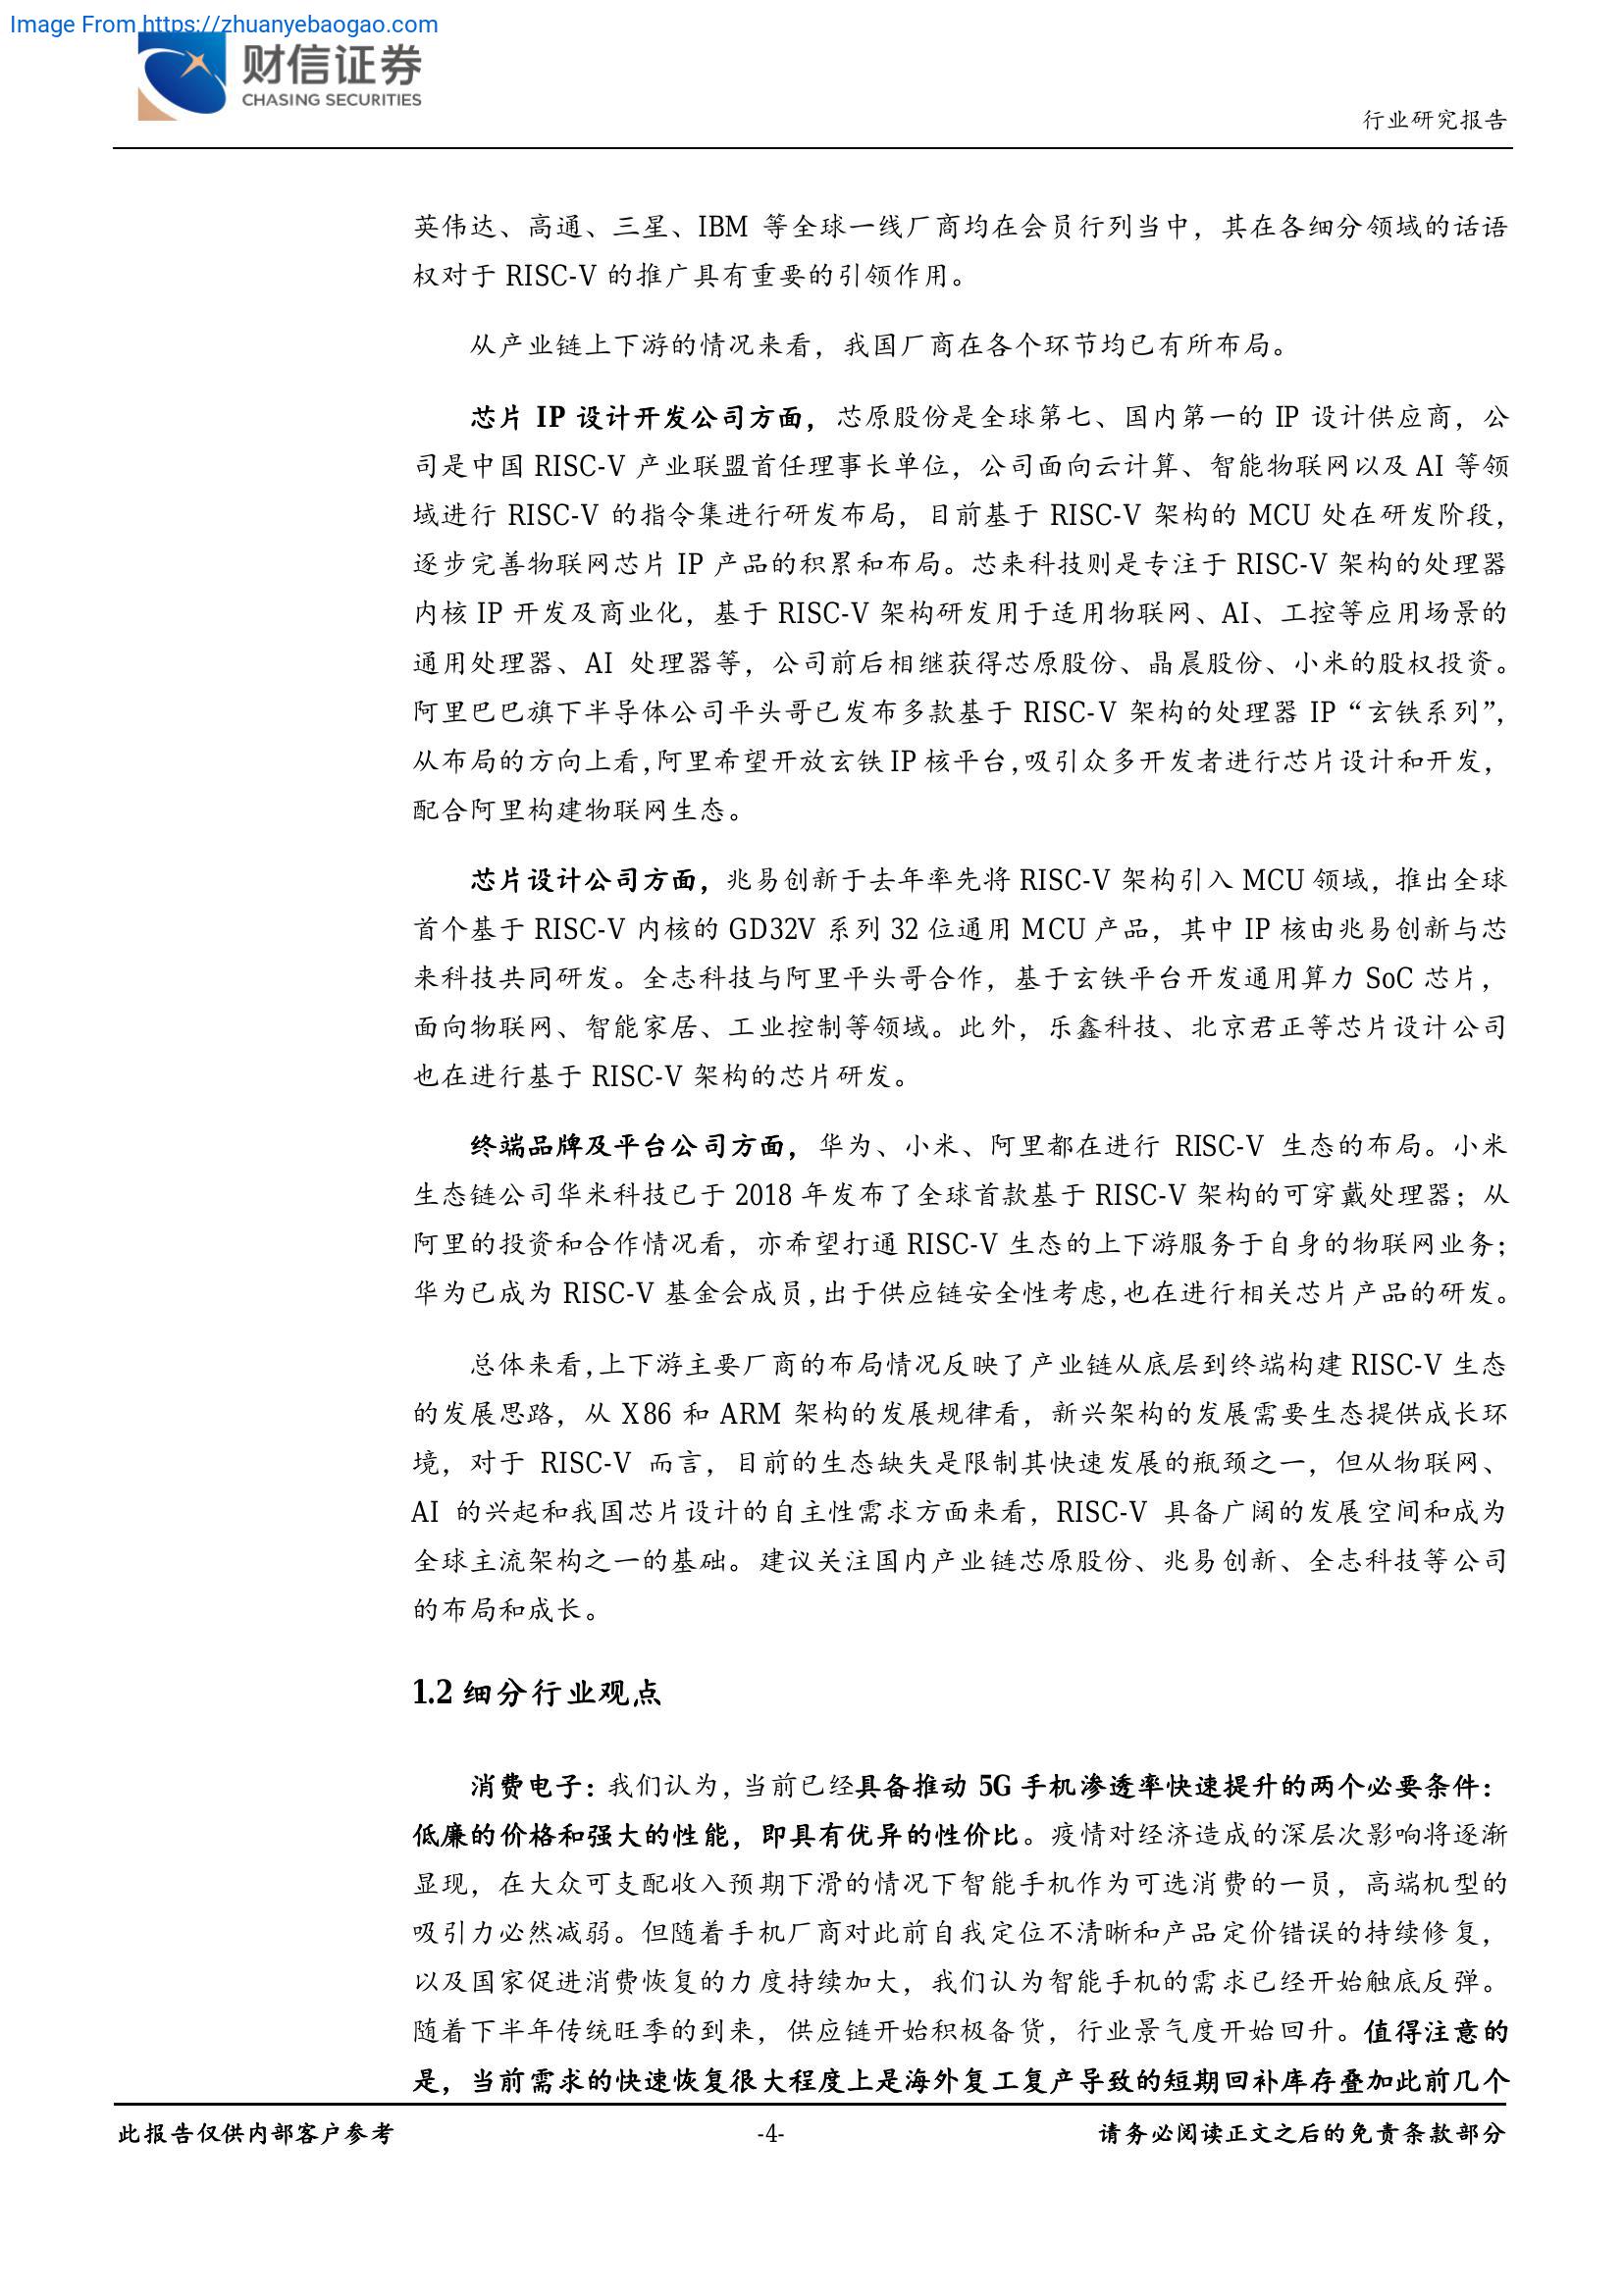 Image From https://zhuanyebaogao.com
财信证券
CHASING SECURITIES
行业研究报告
英伟达、高通、三星、IBM 等全球一线厂商均在会员行列当中，其在各细分领域的话语
权对于 RISC-V 的推广具有重要的引领作用。
从产业链上下游的情况来看，我国厂商在各个环节均已有所布局。
芯片 IP 设计开发公司方面，芯原股份是全球第七、国内第一的 IP 设计供应商，公
司是中国 RISC-V 产业联盟首任理事长单位，公司面向云计算、智能物联网以及 AI 等领
域进行 RISC-V 的指令集进行研发布局，目前基于 RISC-V 架构的 MCU 处在研发阶段，
逐步完善物联网芯片 IP 产品的积累和布局。芯来科技则是专注于 RISC-V 架构的处理器
内核 IP 开发及商业化，基于 RISC-V 架构研发用于适用物联网、AI、工控等应用场景的
通用处理器、AI 处理器等，公司前后相继获得芯原股份、晶晨股份、小米的股权投资。
阿里巴巴旗下半导体公司平头哥已发布多款基于 RISC-V 架构的处理器 IP“玄铁系列”，
从布局的方向上看，阿里希望开放玄铁 IP 核平台，吸引众多开发者进行芯片设计和开发，
配合阿里构建物联网生态。
芯片设计公司方面，兆易创新于去年率先将 RISC-V 架构引入 MCU 领域，推出全球
首个基于 RISC-V 内核的 GD32V 系列 32 位通用 MCU 产品，其中 IP 核由兆易创新与芯
来科技共同研发。全志科技与阿里平头哥合作，基于玄铁平台开发通用算力 SoC 芯片，
面向物联网、智能家居、工业控制等领域。此外，乐鑫科技、北京君正等芯片设计公司
也在进行基于 RISC-V 架构的芯片研发。
终端品牌及平台公司方面，华为、小米、阿里都在进行 RISC-V 生态的布局。小米
生态链公司华米科技已于 2018 年发布了全球首款基于 RISC-V 架构的可穿戴处理器；从
阿里的投资和合作情况看，亦希望打通 RISC-V 生态的上下游服务于自身的物联网业务；
华为已成为 RISC-V 基金会成员，出于供应链安全性考虑，也在进行相关芯片产品的研发。
总体来看，上下游主要厂商的布局情况反映了产业链从底层到终端构建 RISC-V 生态
的发展思路，从 X86 和 ARM 架构的发展规律看，新兴架构的发展需要生态提供成长环
境，对于 RISC-V 而言，目前的生态缺失是限制其快速发展的瓶颈之一，但从物联网、
AI 的兴起和我国芯片设计的自主性需求方面来看，RISC-V 具备广阔的发展空间和成为
全球主流架构之一的基础。建议关注国内产业链芯原股份、兆易创新、全志科技等公司
的布局和成长。
1.2 细分行业观点
消费电子：我们认为，当前已经具备推动 5G 手机渗透率快速提升的两个必要条件：
低廉的价格和强大的性能，即具有优异的性价比。疫情对经济造成的深层次影响将逐渐
显现，在大众可支配收入预期下滑的情况下智能手机作为可选消费的一员，高端机型的
吸引力必然减弱。但随着手机厂商对此前自我定位不清晰和产品定价错误的持续修复，
以及国家促进消费恢复的力度持续加大，我们认为智能手机的需求已经开始触底反弹。
随着下半年传统旺季的到来，供应链开始积极备货，行业景气度开始回升。值得注意的
是，当前需求的快速恢复很大程度上是海外复工复产导致的短期回补库存叠加此前几个
此报告仅供内部客户参考
-4-
请务必阅读正文之后的免责条款部分